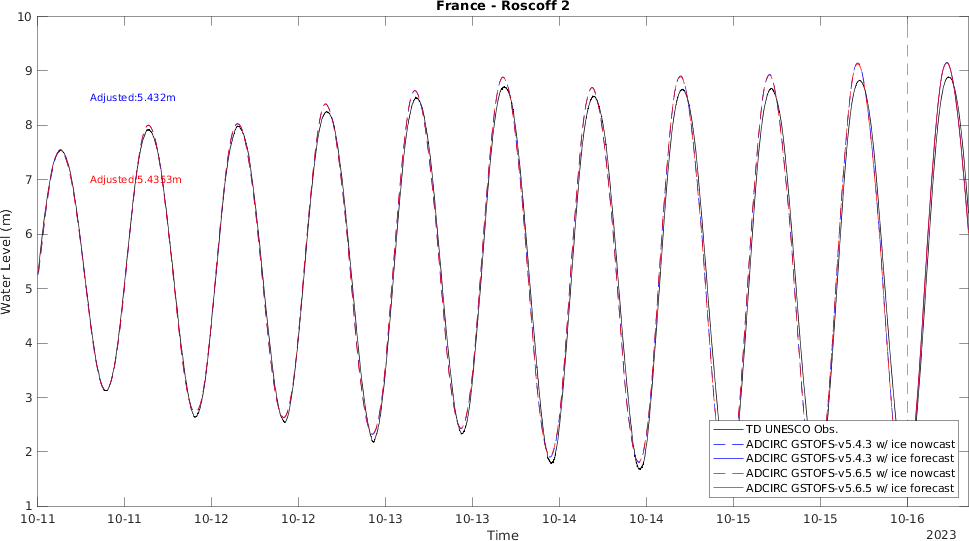 France - Roscoff 2
10
9
8
7
6
5
4
3
2
1
Water Level (m)
Adjusted:5.432m
Adjusted:5.4353m
TD UNESCO Obs.
ADCIRC GSTOFS-v5.4.3 w/ ice nowcast
ADCIRC GSTOFS-v5.4.3 w/ ice forecast
ADCIRC GSTOFS-v5.6.5 w/ ice nowcast
ADCIRC GSTOFS-v5.6.5 w/ ice forecast
10-11 10-11 10-12 10-12 10-13 10-13 10-14 10-14 10-15 10-15 10-16
Time
2023